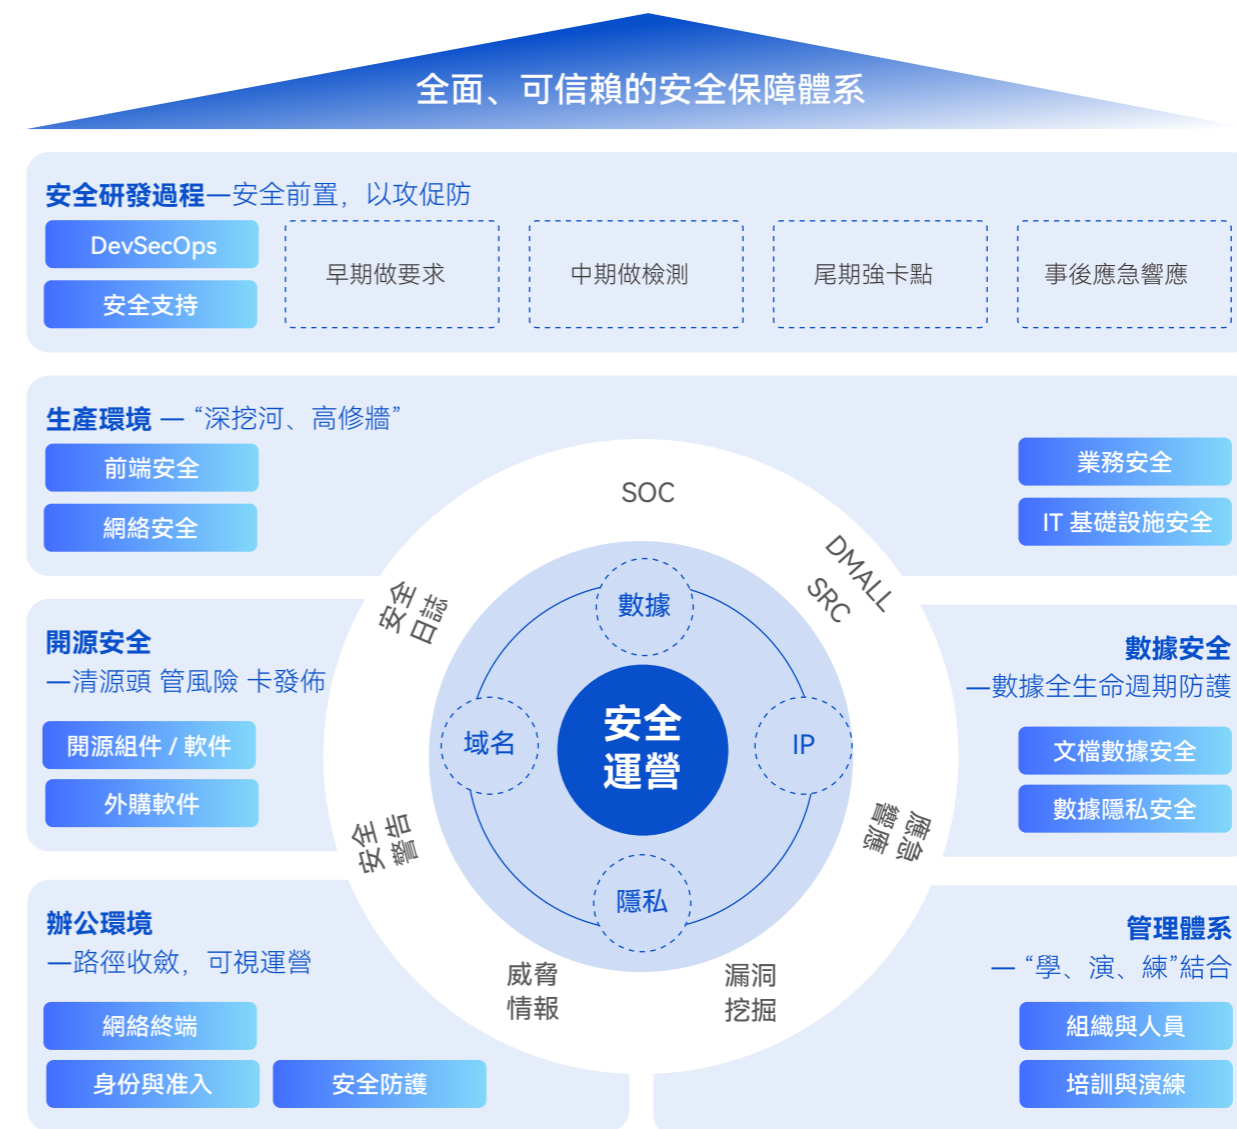 全面、可信賴的安全保障體系
安全研發過程—安全前置，以攻促防
DevSecOps
安全支持
早期做要求
中期做檢測
尾期強卡點
事後應急響應
生產環境 — “深挖河、高修牆”
前端安全
網絡安全
業務安全
IT 基礎設施安全
SOC
DMALL
SRC
安全
日誌
數據
域名
安全
運營
IP
隱私
開源安全
—清源頭 管風險 卡發佈
開源組件 / 軟件
外購軟件
數據安全
—數據全生命週期防護
文檔數據安全
數據隱私安全
安全
警告
應急
響應
威脅
情報
漏洞
挖掘
辦公環境
—路徑收斂，可視運營
網絡終端
身份與准入
安全防護
管理體系
— “學、演、練”結合
組織與人員
培訓與演練